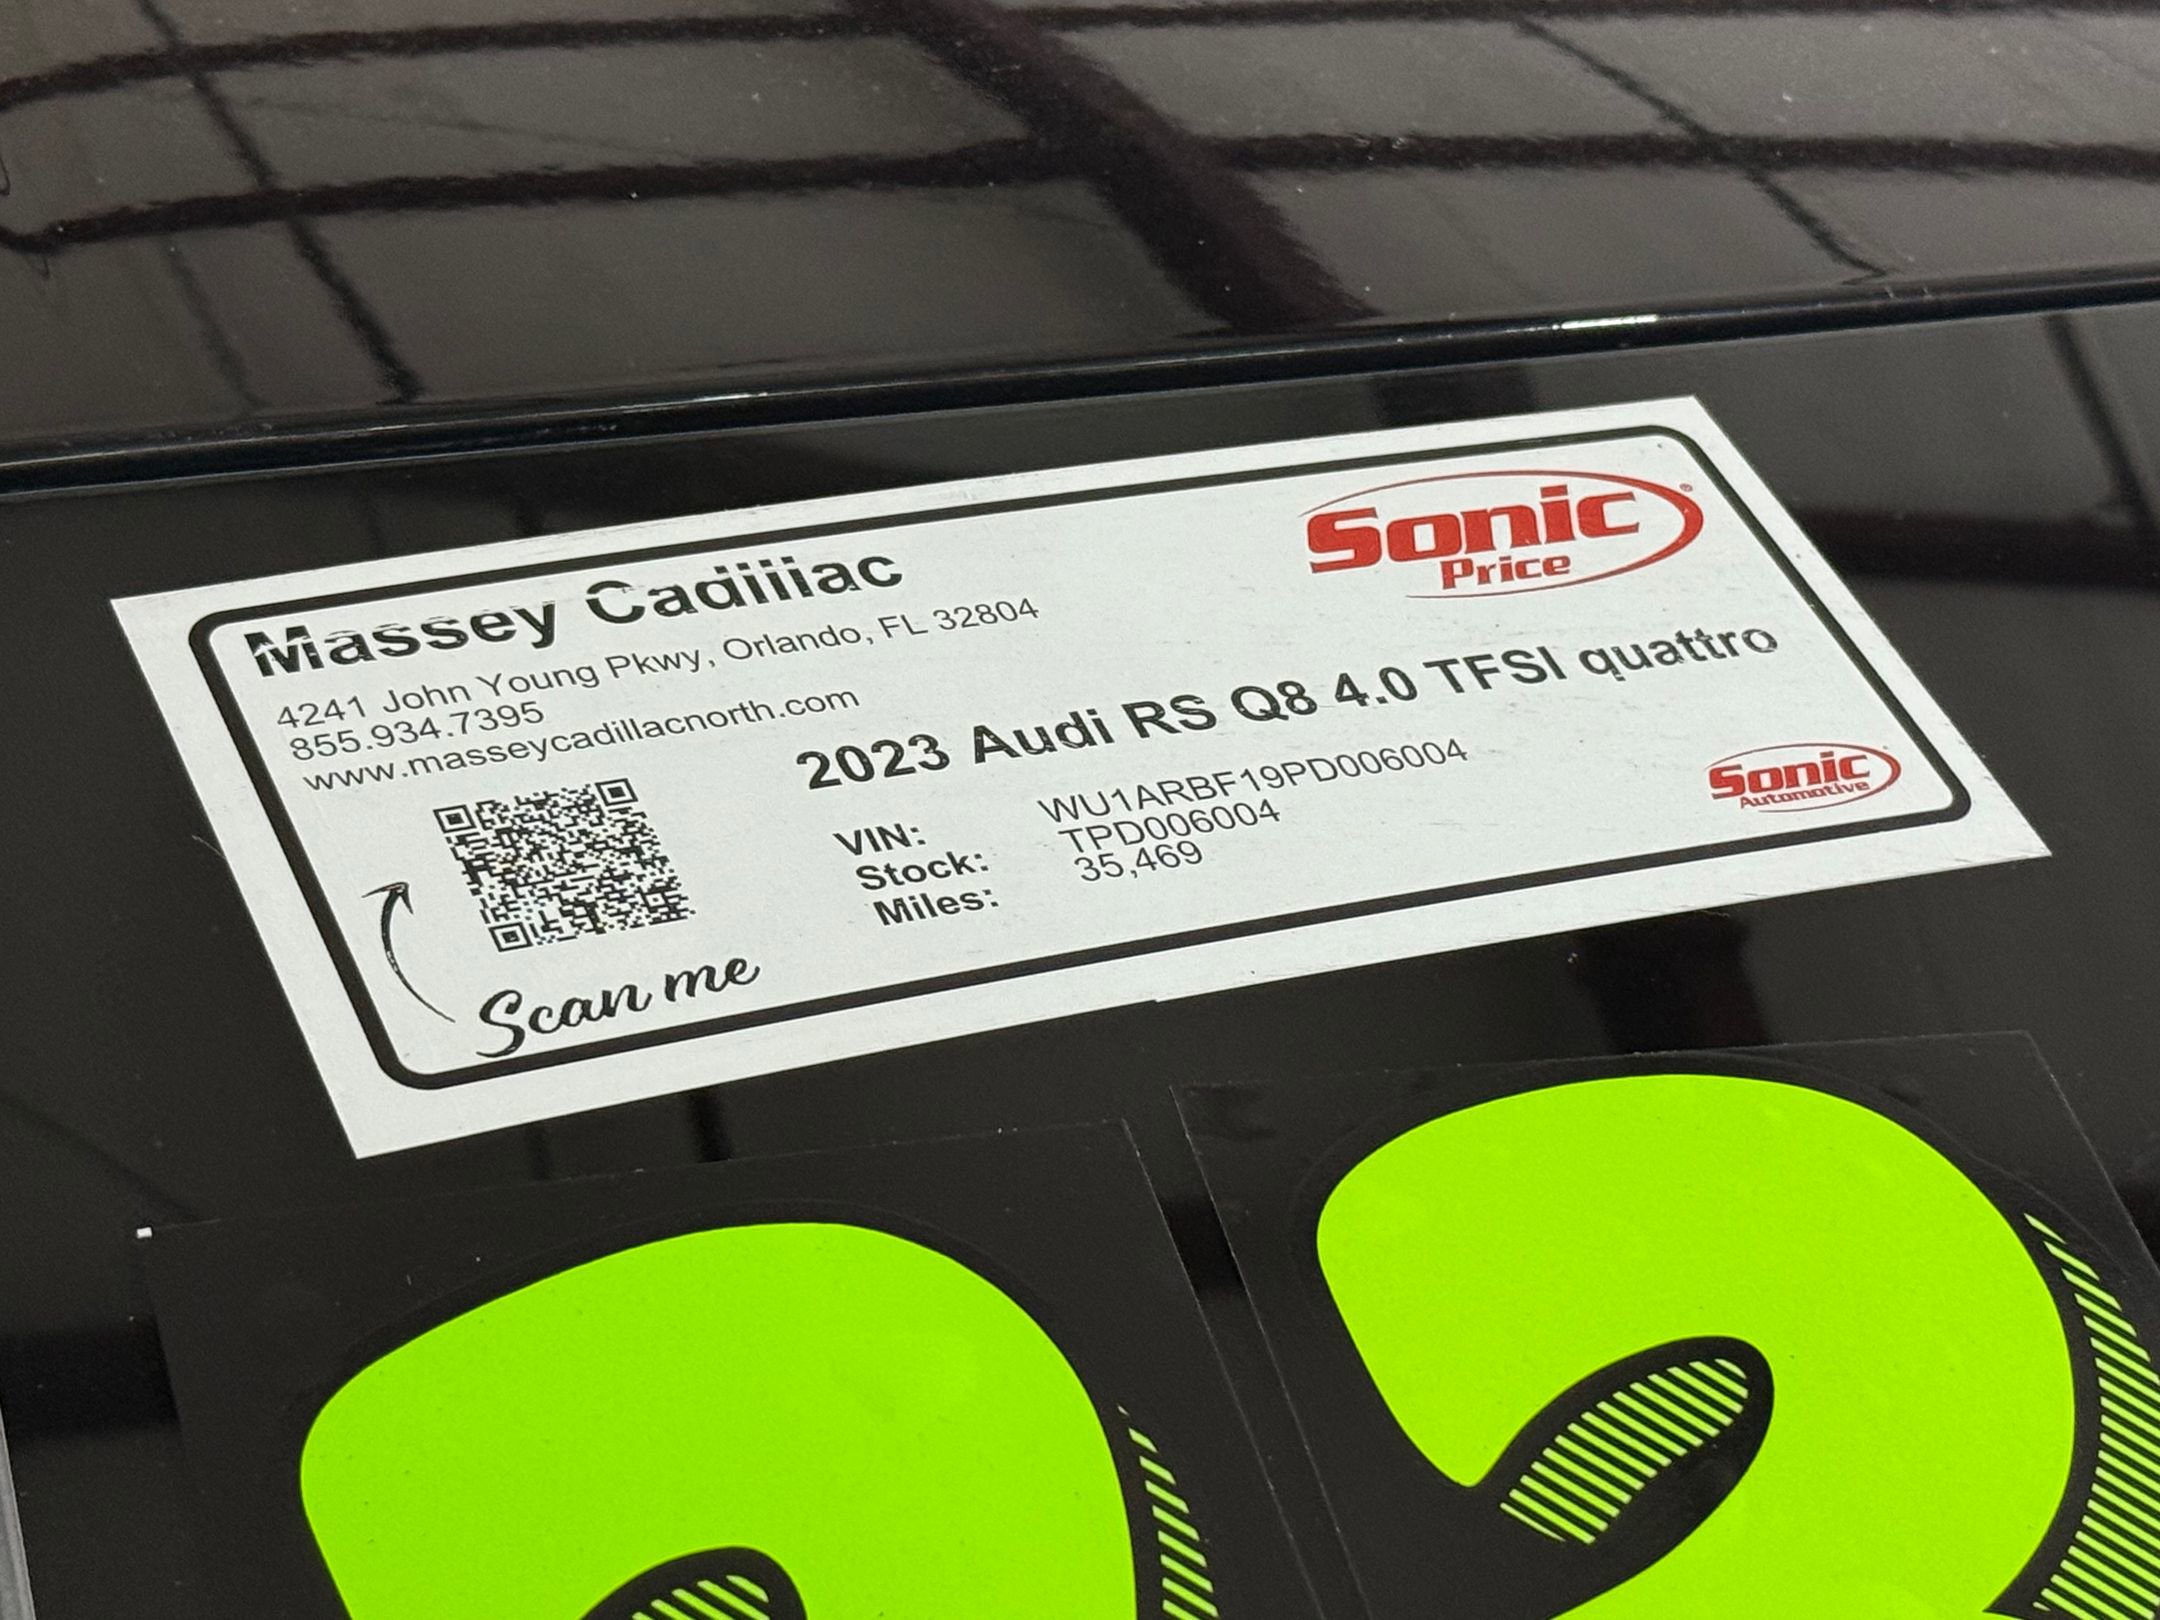 Massey Cadillac
4241 John Young Pkwy, Orlando, FL 32804
855.934.7395
www.masseycadillacnorth.com
Sonic®
Price
2023 Audi RS Q8 4.0 TFSI quattro
VIN: WU1ARBF19PD006004
Stock: TPD006004
Miles: 35,469
Sonic®
Automotive
Scan me